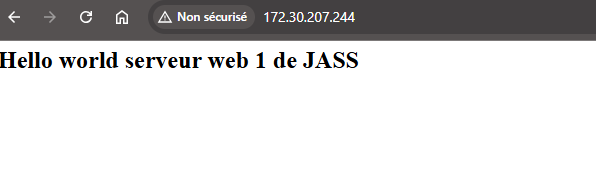 Non sécurisé 172.30.207.244
Hello world serveur web 1 de JASS